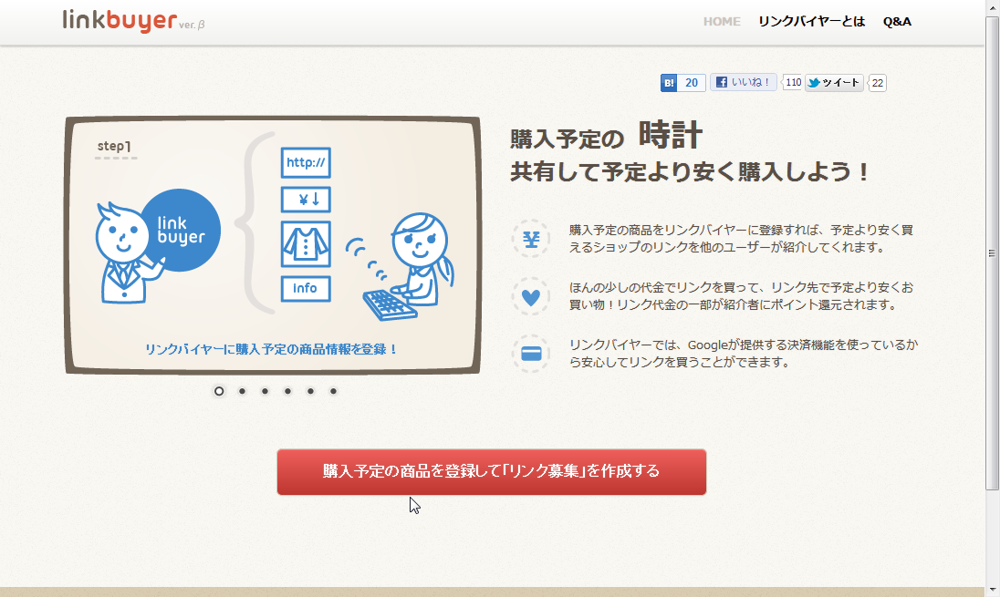 linkbuyer ver. β
HOME リンクバイヤーとは Q&A
B! 20 いいね! 110 ツイート 22
step1
link
buyer
http://
¥↓
info
リンクバイヤーに購入予定の商品情報を登録!
購入予定の 時計
共有して予定より安く購入しよう!
¥
購入予定の商品をリンクバイヤーに登録すれば、予定より安く買
えるショップのリンクを他のユーザーが紹介してくれます。
ほんの少しの代金でリンクを買って、リンク先で予定より安くお
買い物!リンク代金の一部が紹介者にポイント還元されます。
リンクバイヤーでは、Googleが提供する決済機能を使っているか
ら安心してリンクを買うことができます。
購入予定の商品を登録して「リンク募集」を作成する